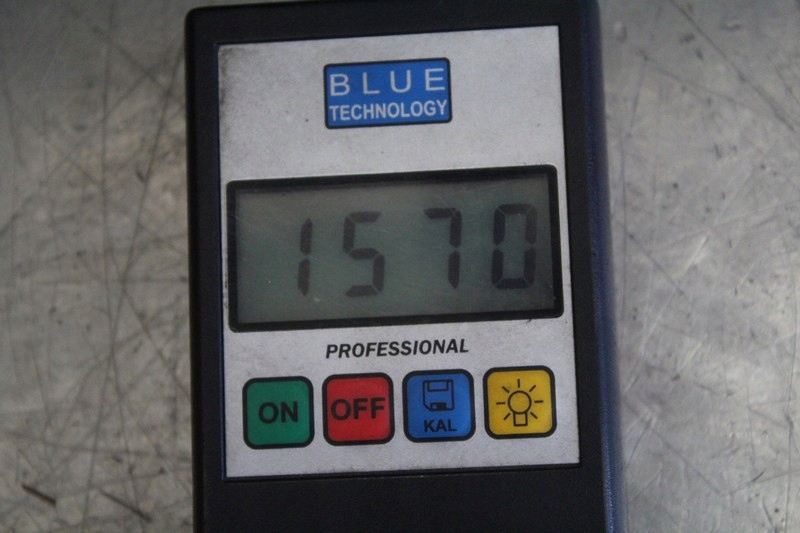 BLUE
TECHNOLOGY
1570
PROFESSIONAL
ON OFF KAL